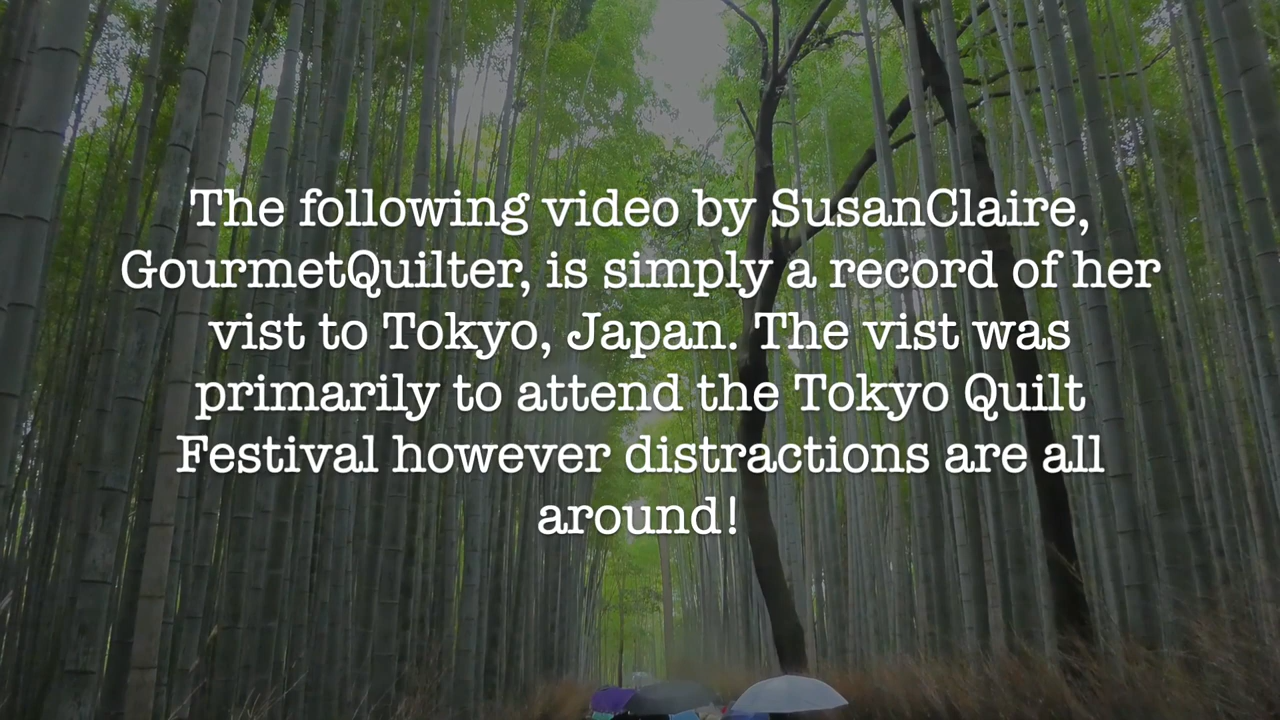 The following video by SusanClaire,
GourmetQuilter, is simply a record of her
vist to Tokyo, Japan. The vist was
primarily to attend the Tokyo Quilt
Festival however distractions are all
around!